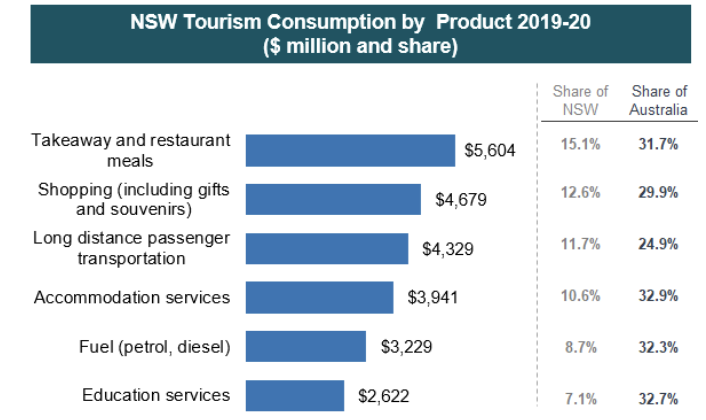 NSW Tourism Consumption by Product 2019-20
($ million and share)
Share of NSW Share of Australia
Takeaway and restaurant meals $5,604 15.1% 31.7%
Shopping (including gifts and souvenirs) $4,679 12.6% 29.9%
Long distance passenger transportation $4,329 11.7% 24.9%
Accommodation services $3,941 10.6% 32.9%
Fuel (petrol, diesel) $3,229 8.7% 32.3%
Education services $2,622 7.1% 32.7%